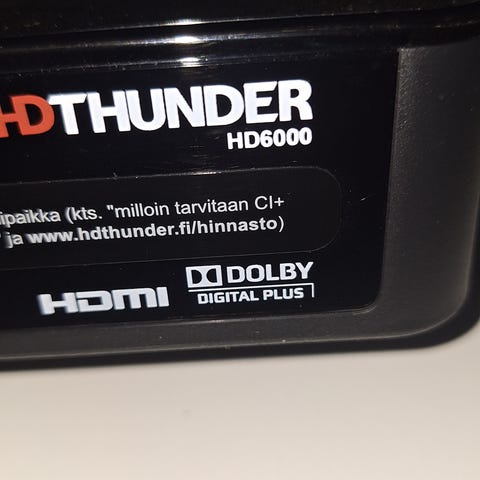 HDTHUNDER
HD6000
ipaikka (kts. "milloin tarvitaan CI+
" ja www.hdthunder.fi/hinnasto)
HDMI
DOLBY
DIGITAL PLUS